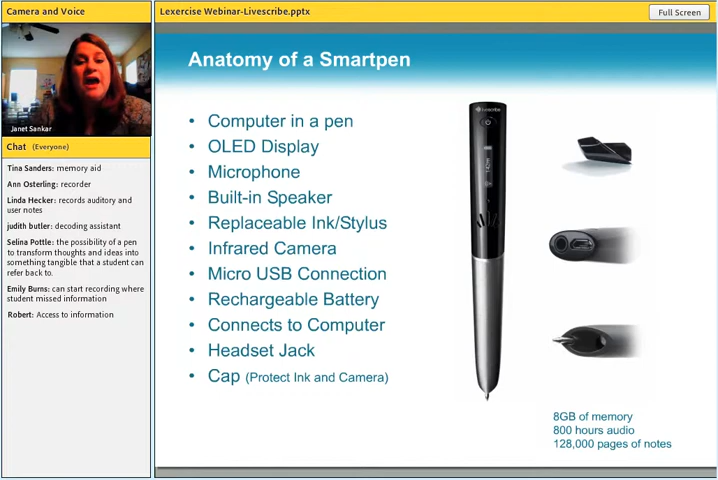 Camera and Voice
Lexercise Webinar-Livescribe.pptx
Full Screen
Janet Sankar
Chat (Everyone)
Tina Sanders: memory aid
Ann Osterling: recorder
Linda Hecker: records auditory and
user notes
judith butler: decoding assistant
Selina Pottle: the possibility of a pen
to transform thoughts and ideas into
something tangible that a student can
refer back to.
Emily Burns: can start recording where
student missed information
Robert: Access to information
Anatomy of a Smartpen
• Computer in a pen
• OLED Display
• Microphone
• Built-in Speaker
• Replaceable Ink/Stylus
• Infrared Camera
• Micro USB Connection
• Rechargeable Battery
• Connects to Computer
• Headset Jack
• Cap (Protect Ink and Camera)
livescribe
8GB of memory
800 hours audio
128,000 pages of notes